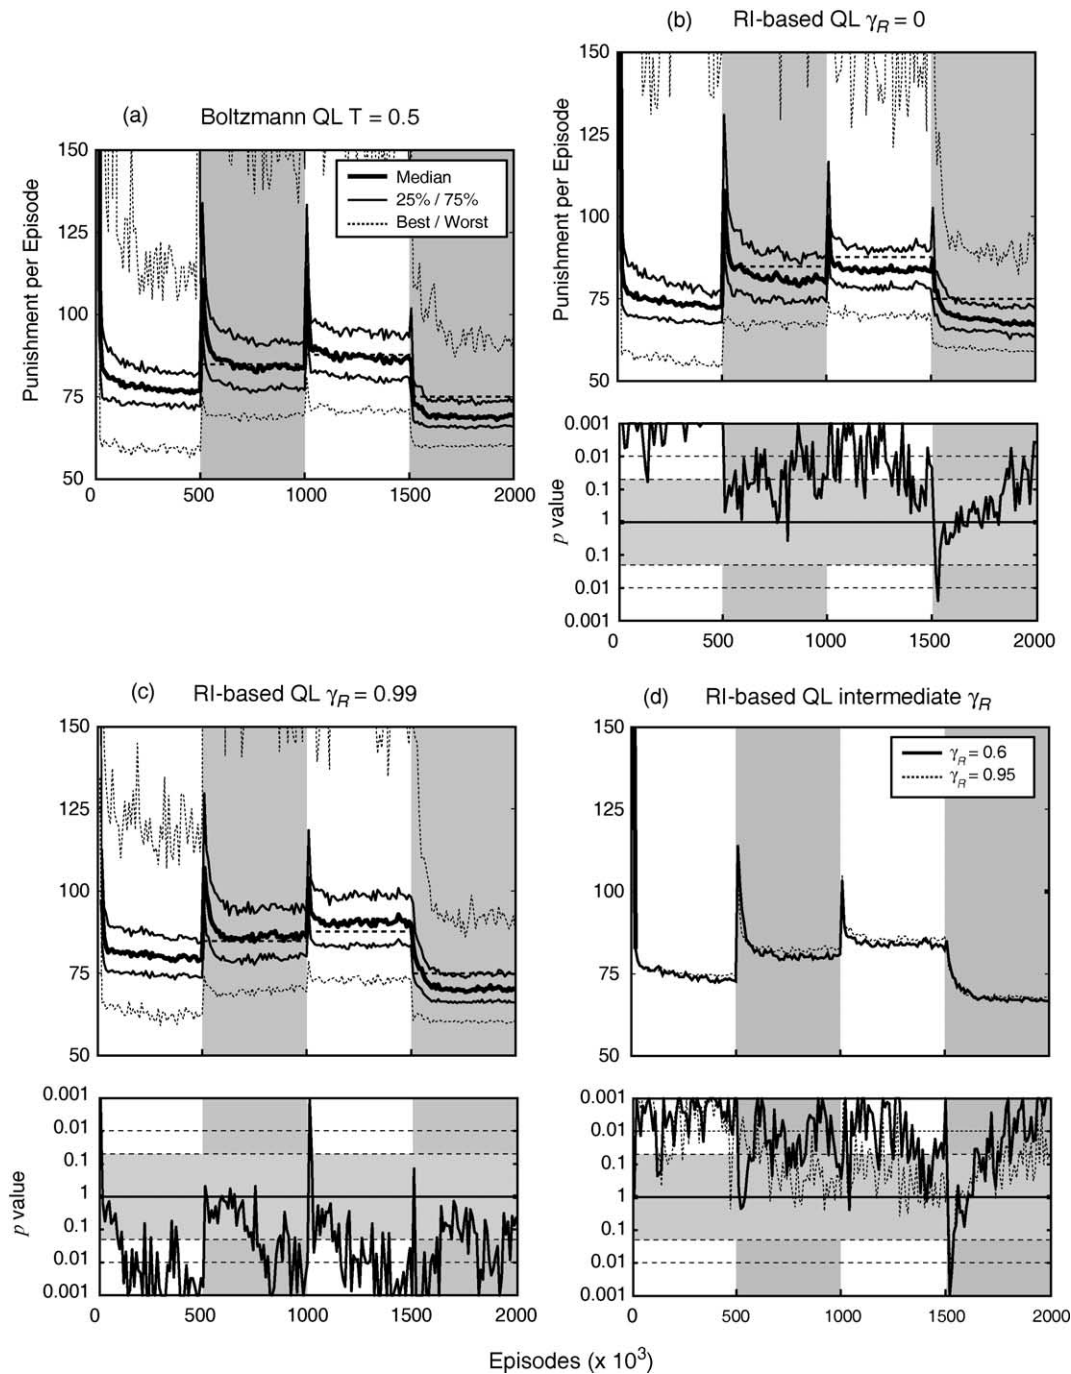 (a) Boltzmann QL T = 0.5
Punishment per Episode
150
125
100
75
50
Median
25% / 75%
Best / Worst
0 500 1000 1500 2000
(b) RI-based QL γR = 0
Punishment per Episode
150
125
100
75
50
p value
0.001
0.01
0.1
1
0.1
0.01
0.001
0 500 1000 1500 2000
(c) RI-based QL γR = 0.99
150
125
100
75
50
p value
0.001
0.01
0.1
1
0.1
0.01
0.001
0 500 1000 1500 2000
(d) RI-based QL intermediate γR
150
125
100
75
50
γR = 0.6
γR = 0.95
0.001
0.01
0.1
1
0.1
0.01
0.001
0 500 1000 1500 2000
Episodes (x 10³)